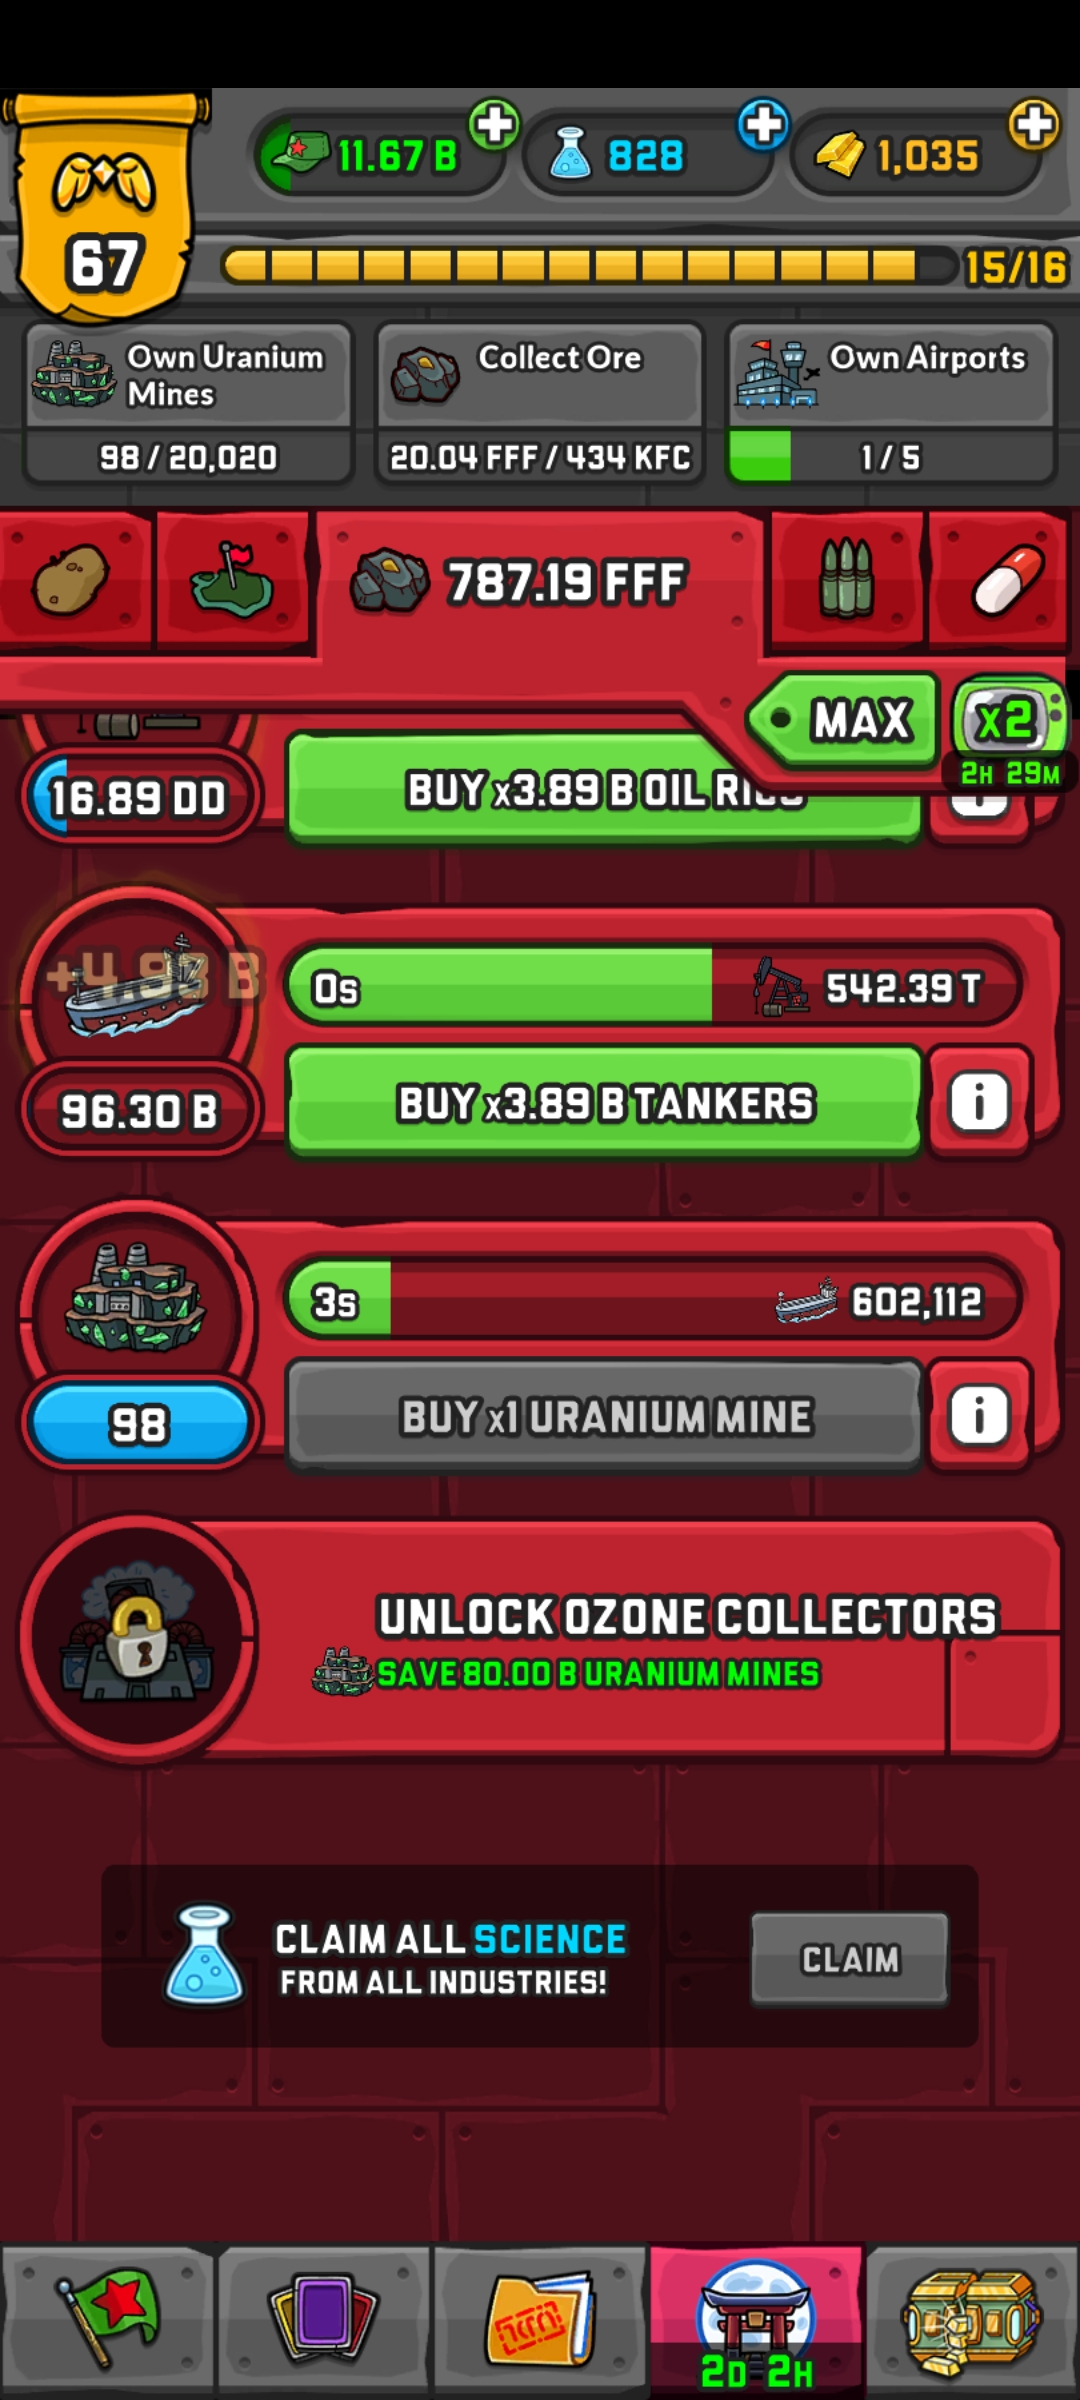 11.67 B
828
1,035
67
15/16
Own Uranium
Mines
98 / 20,020
Collect Ore
20.04 FFF / 434 KFC
Own Airports
1 / 5
787.19 FFF
MAX
x2
2H 29M
16.89 DD
BUY x3.89 B OIL RIGS
+4.93 B
0s
542.39 T
96.30 B
BUY x3.89 B TANKERS
i
3s
602,112
98
BUY x1 URANIUM MINE
i
UNLOCK OZONE COLLECTORS
SAVE 80.00 B URANIUM MINES
CLAIM ALL SCIENCE
FROM ALL INDUSTRIES!
CLAIM
2D 2H